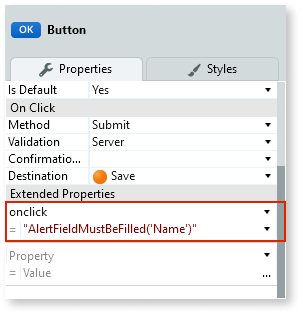 OK Button
Properties Styles
Is Default Yes
On Click
Method Submit
Validation Server
Confirmatio...
Destination Save
Extended Properties
onclick
= "AlertFieldMustBeFilled('Name')"
Property
= Value ...